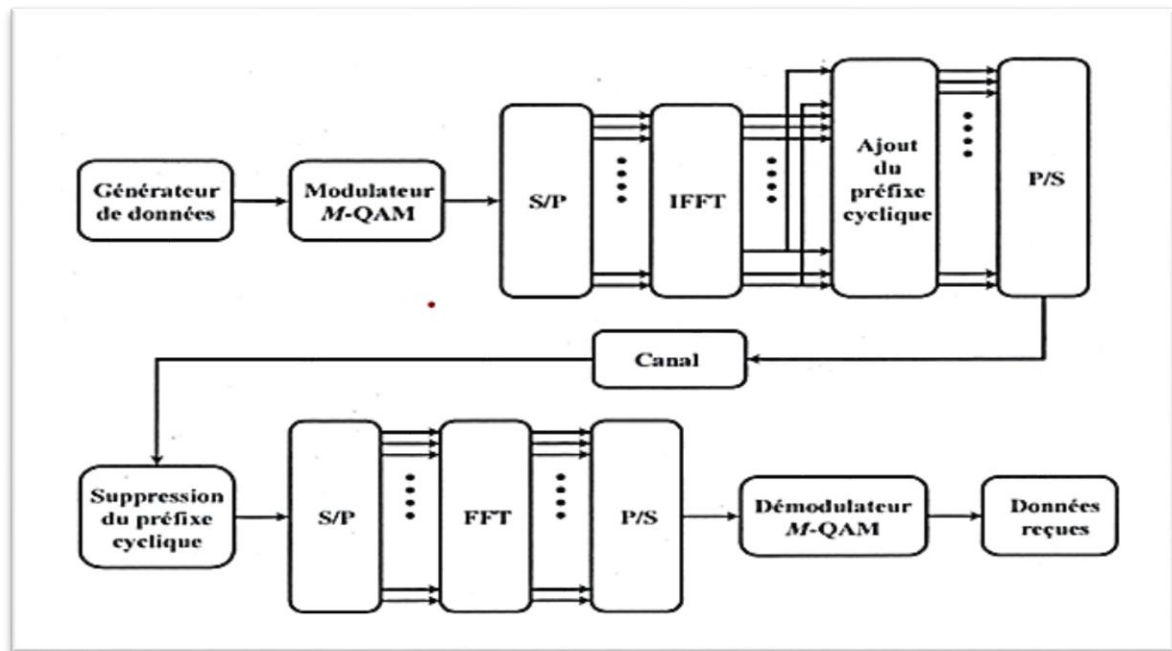 Générateur
de données
Modulateur
M-QAM
S/P
IFFT
Ajout
du
préfixe
cyclique
P/S
Canal
Suppression
du préfixe
cyclique
S/P
FFT
P/S
Démodulateur
M-QAM
Données
reçues